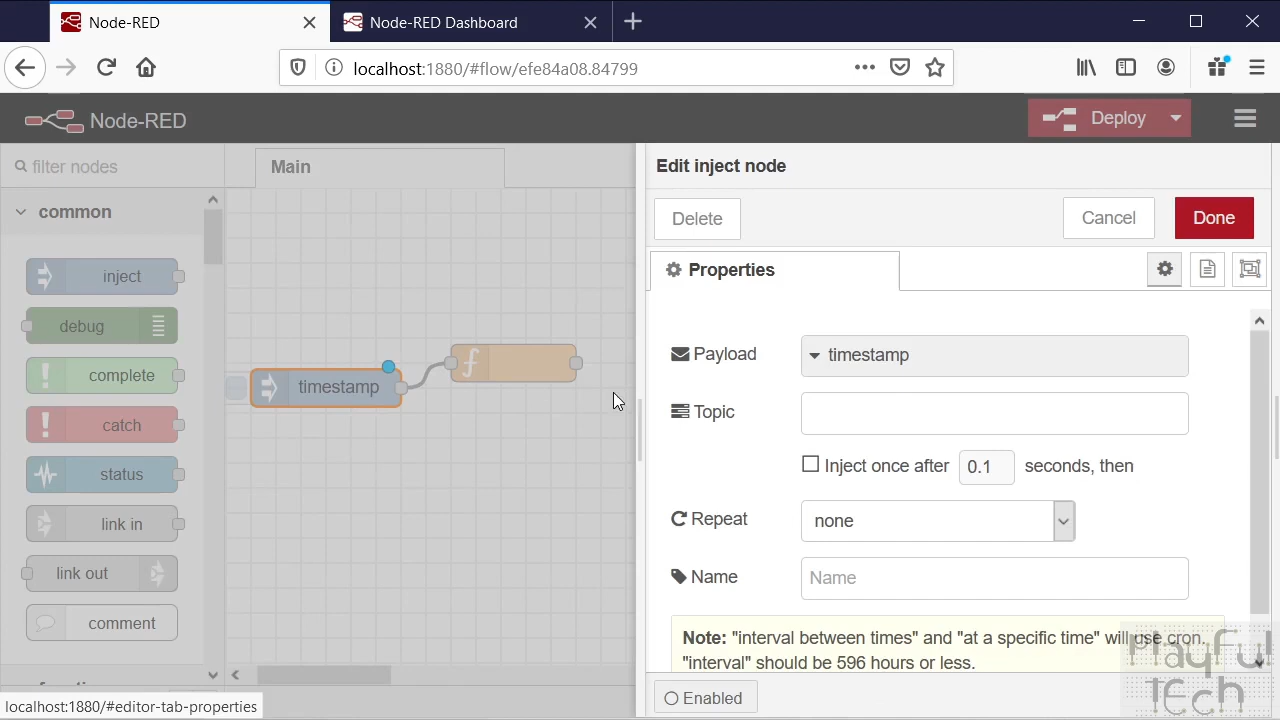 Node-RED
Node-RED Dashboard
localhost:1880/#flow/efe84a08.84799
Node-RED
Deploy
filter nodes
Main
Edit inject node
common
Delete
Cancel
Done
inject
Properties
debug
Payload
timestamp
complete
timestamp
Topic
catch
Inject once after
0.1
seconds, then
status
Repeat
none
link in
Name
Name
link out
comment
Note: "interval between times" and "at a specific time" will use cron.
"interval" should be 596 hours or less.
Enabled
localhost:1880/#editor-tab-properties
Playful
tech